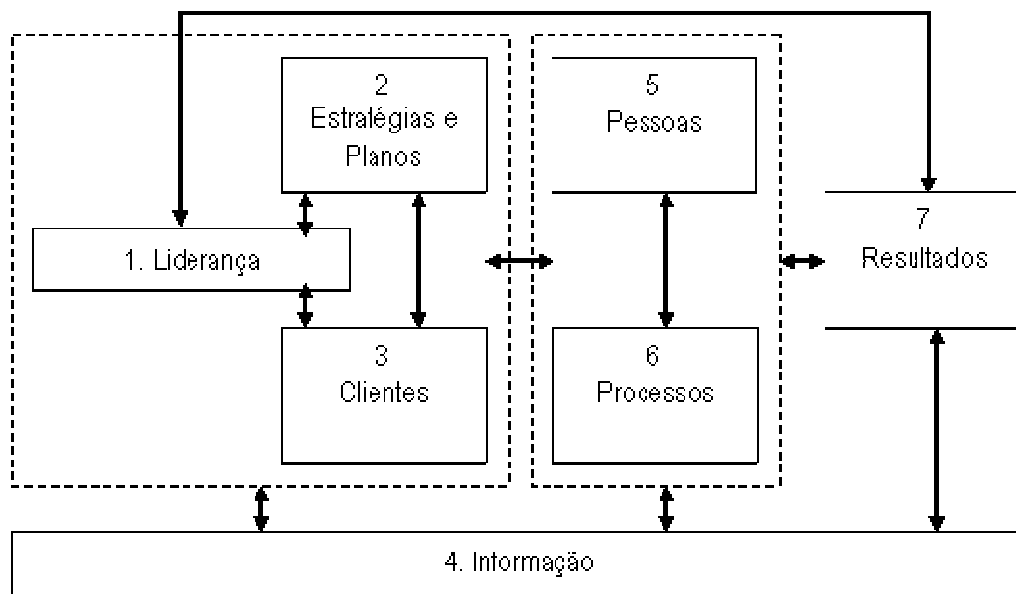 2
Estratégias e
Planos
5
Pessoas
1. Liderança
7
Resultados
3
Clientes
6
Processos
4. Informação